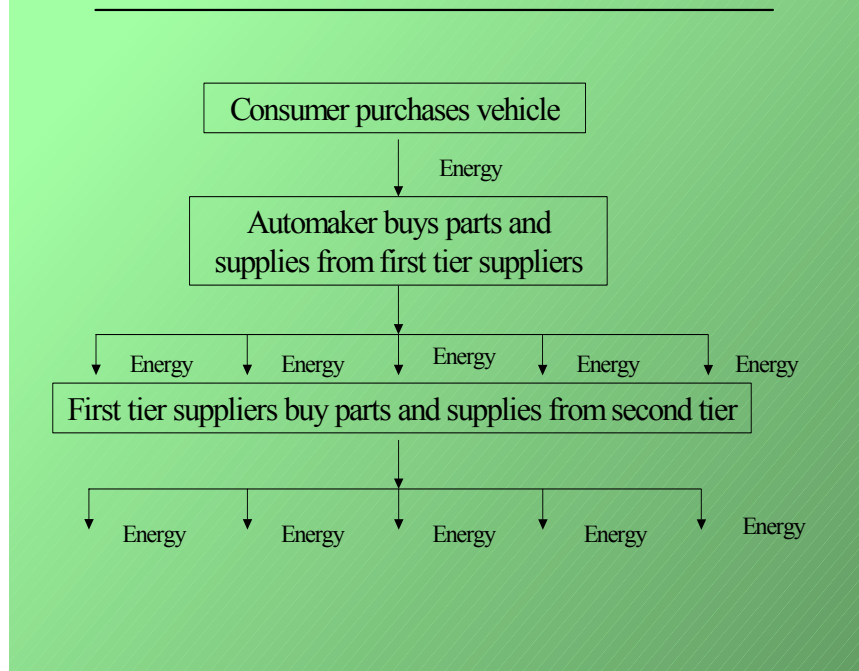 Consumer purchases vehicle
Energy
Automaker buys parts and
supplies from first tier suppliers
Energy Energy Energy Energy Energy
First tier suppliers buy parts and supplies from second tier
Energy Energy Energy Energy Energy